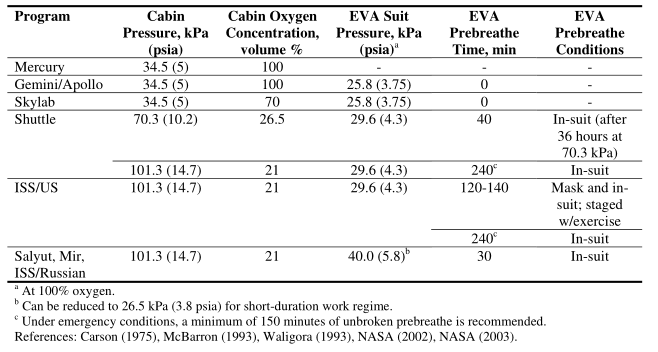 Program Cabin Pressure, kPa (psia) Cabin Oxygen Concentration, volume % EVA Suit Pressure, kPa (psia)a EVA Prebreathe Time, min EVA Prebreathe Conditions
Mercury 34.5 (5) 100 - - -
Gemini/Apollo 34.5 (5) 100 25.8 (3.75) 0 -
Skylab 34.5 (5) 70 25.8 (3.75) 0 -
Shuttle 70.3 (10.2) 26.5 29.6 (4.3) 40 In-suit (after 36 hours at 70.3 kPa)
101.3 (14.7) 21 29.6 (4.3) 240c In-suit
ISS/US 101.3 (14.7) 21 29.6 (4.3) 120-140 Mask and in-suit; staged w/exercise
240c In-suit
Salyut, Mir, ISS/Russian 101.3 (14.7) 21 40.0 (5.8)b 30 In-suit
a At 100% oxygen.
b Can be reduced to 26.5 kPa (3.8 psia) for short-duration work regime.
c Under emergency conditions, a minimum of 150 minutes of unbroken prebreathe is recommended.
References: Carson (1975), McBarron (1993), Waligora (1993), NASA (2002), NASA (2003).